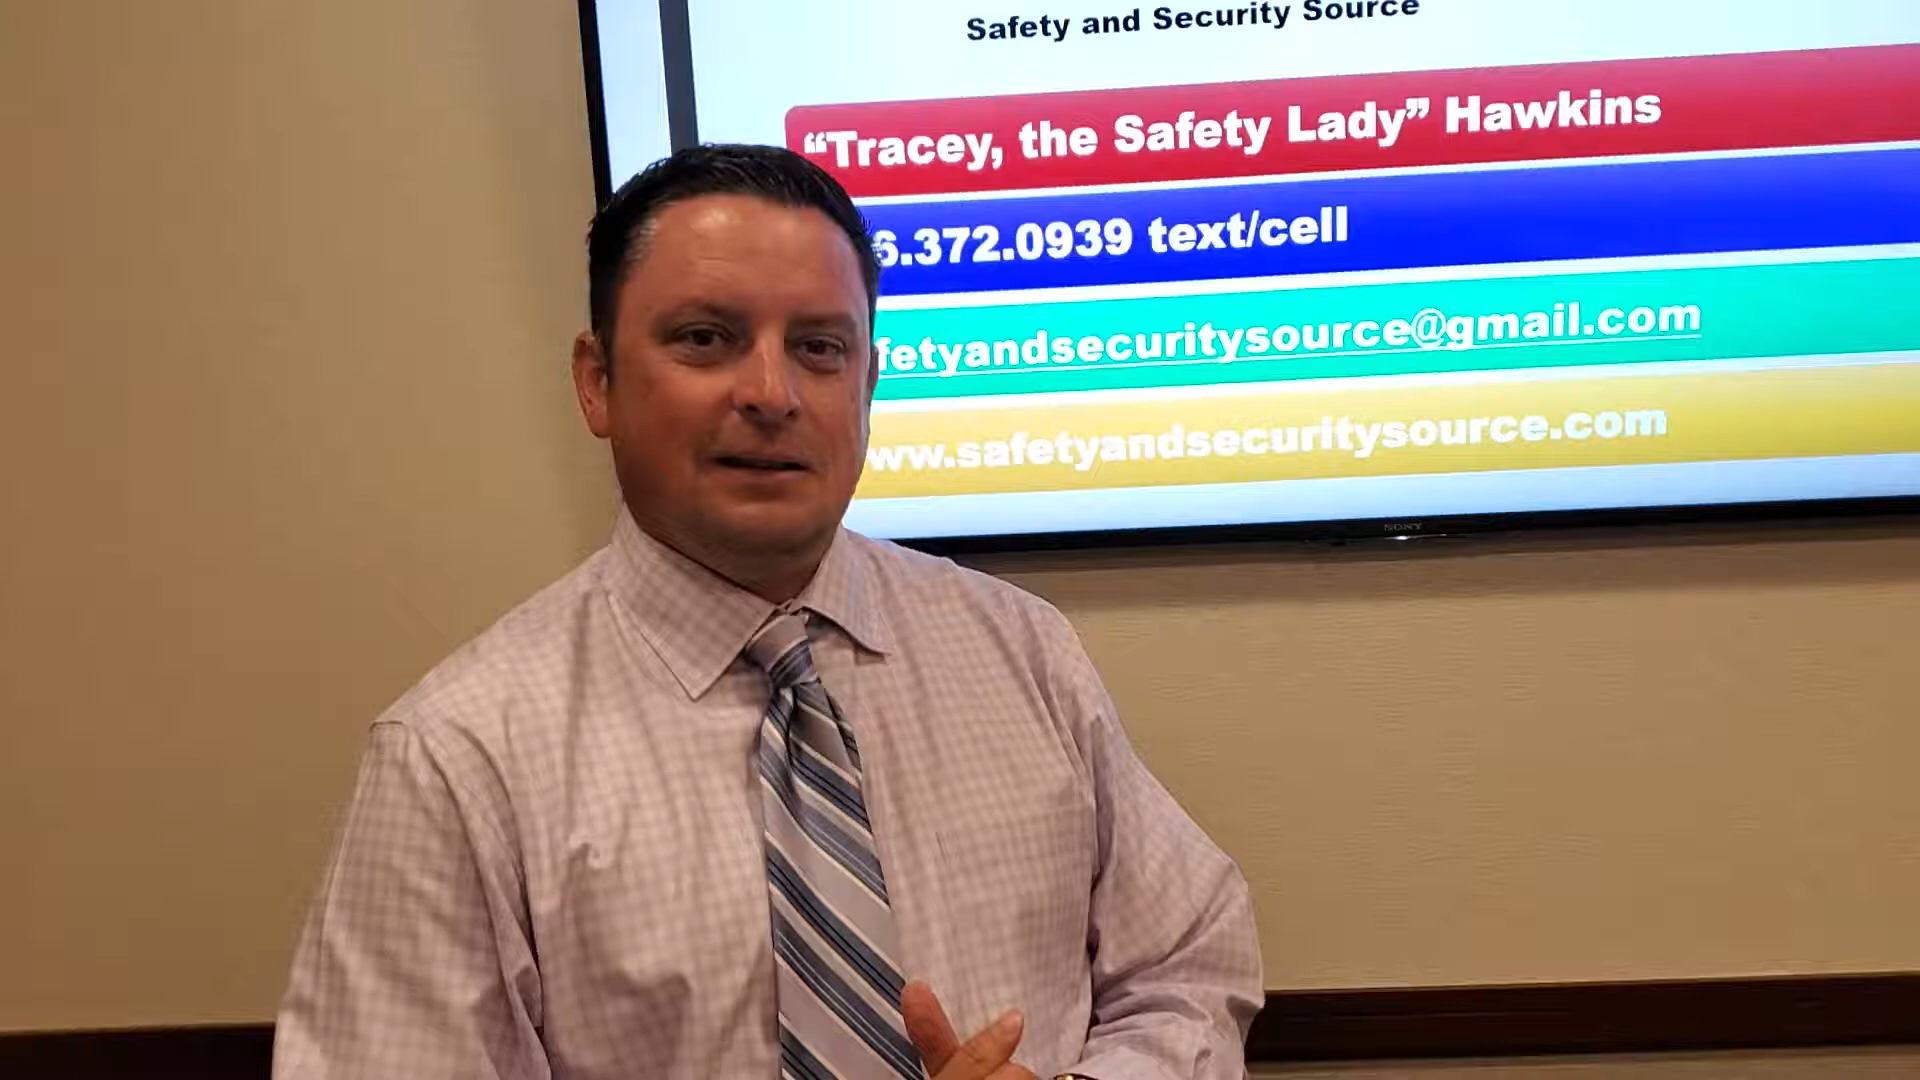 Safety and Security Source
“Tracey, the Safety Lady” Hawkins
6.372.0939 text/cell
fetyandsecuritysource@gmail.com
ww.safetyandsecuritysource.com
SONY